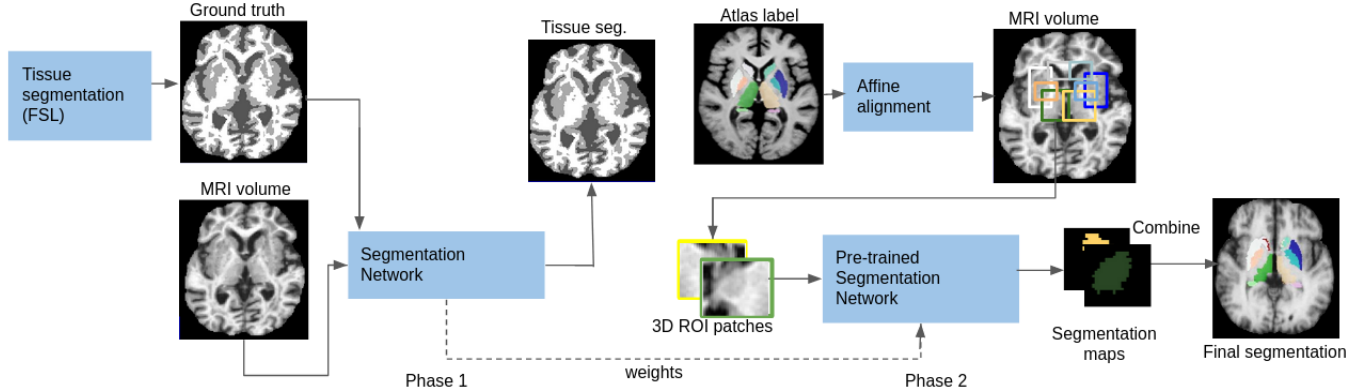 Ground truth
Tissue
segmentation
(FSL)
MRI volume
Segmentation
Network
Tissue seg.
Phase 1
weights
Atlas label
Affine
alignment
MRI volume
3D ROI patches
Pre-trained
Segmentation
Network
Phase 2
Segmentation
maps
Combine
Final segmentation